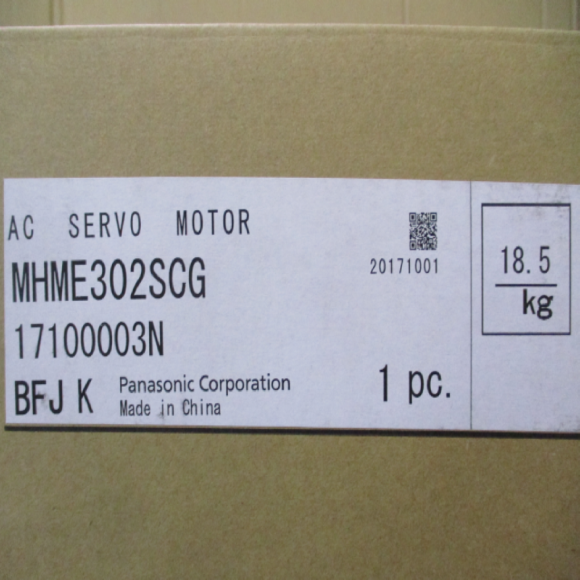 AC SERVO MOTOR
20171001
MHME302SCG
17100003N
BFJ K
Panasonic Corporation
Made in China
1 pc.
18.5
kg